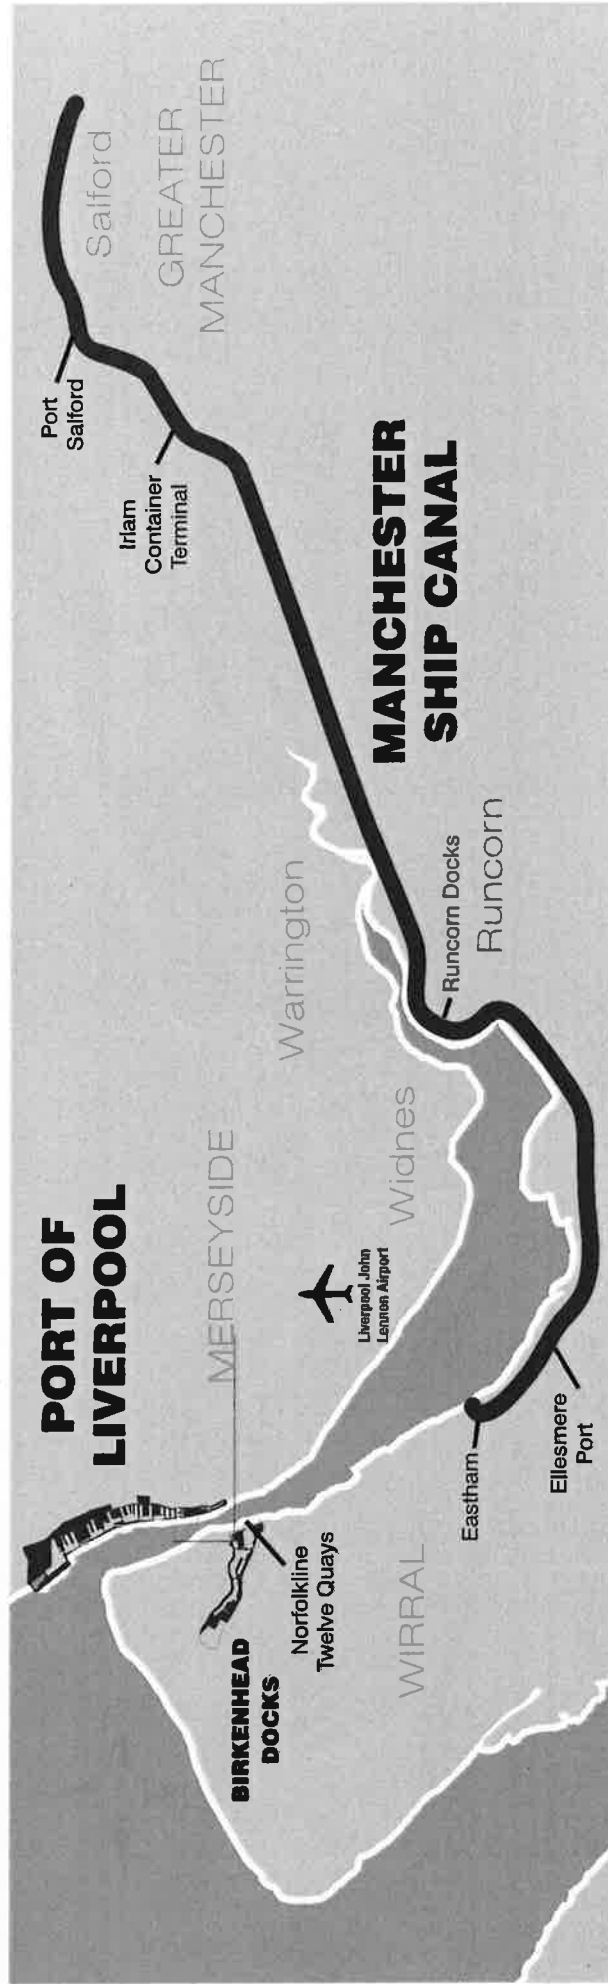 PORT OF
LIVERPOOL
MERSEYSIDE
Liverpool John
Lennon Airport
BIRKENHEAD
DOCKS
Norfolkline
Twelve Quays
WIRRAL
Eastham
Ellesmere
Port
Widnes
Warrington
Runcorn Docks
Runcorn
MANCHESTER
SHIP CANAL
Irlam
Container
Terminal
Port
Salford
Salford
GREATER
MANCHESTER